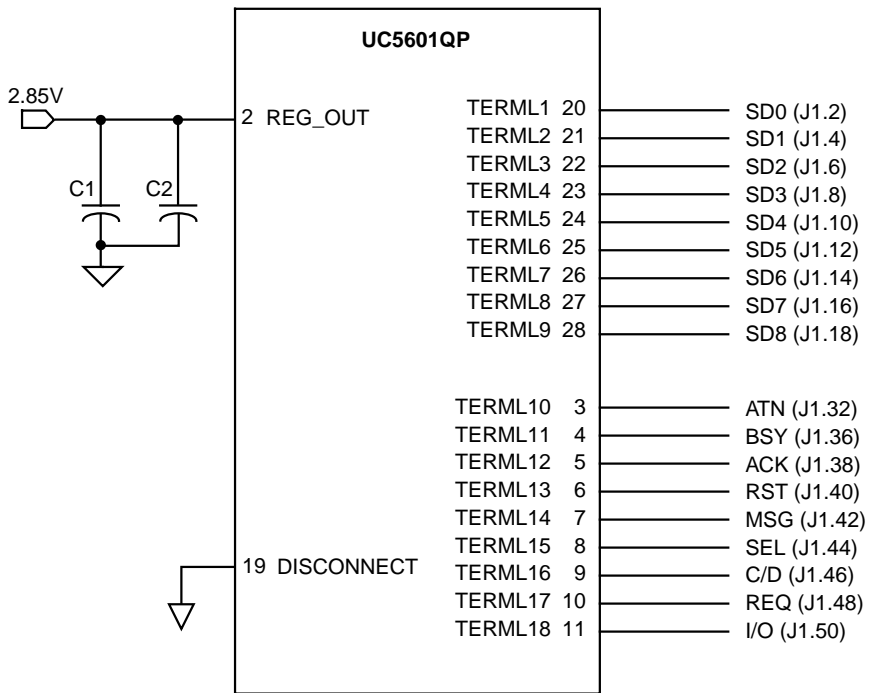 UC5601QP
2.85V
2 REG_OUT
C1 C2
19 DISCONNECT
TERML1 20 SD0 (J1.2)
TERML2 21 SD1 (J1.4)
TERML3 22 SD2 (J1.6)
TERML4 23 SD3 (J1.8)
TERML5 24 SD4 (J1.10)
TERML6 25 SD5 (J1.12)
TERML7 26 SD6 (J1.14)
TERML8 27 SD7 (J1.16)
TERML9 28 SD8 (J1.18)
TERML10 3 ATN (J1.32)
TERML11 4 BSY (J1.36)
TERML12 5 ACK (J1.38)
TERML13 6 RST (J1.40)
TERML14 7 MSG (J1.42)
TERML15 8 SEL (J1.44)
TERML16 9 C/D (J1.46)
TERML17 10 REQ (J1.48)
TERML18 11 I/O (J1.50)